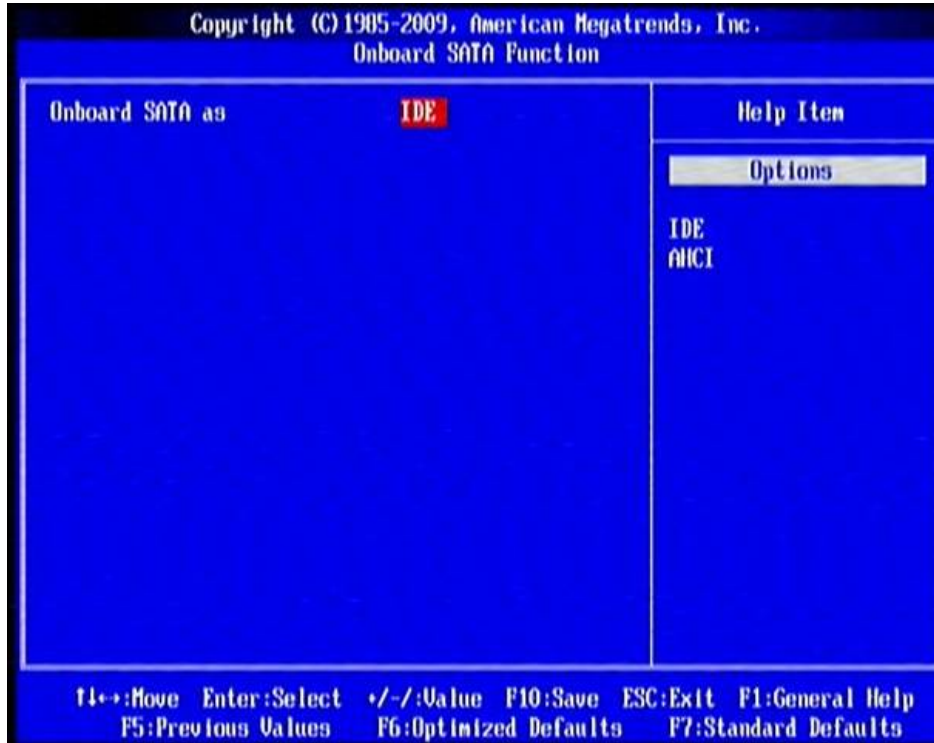 Copyright (C)1985-2009, American Megatrends, Inc.
Onboard SATA Function
Onboard SATA as IDE
Help Item
Options
IDE
AHCI
↑↓←→:Move Enter:Select +/-/:Value F10:Save ESC:Exit F1:General Help
F5:Previous Values F6:Optimized Defaults F7:Standard Defaults